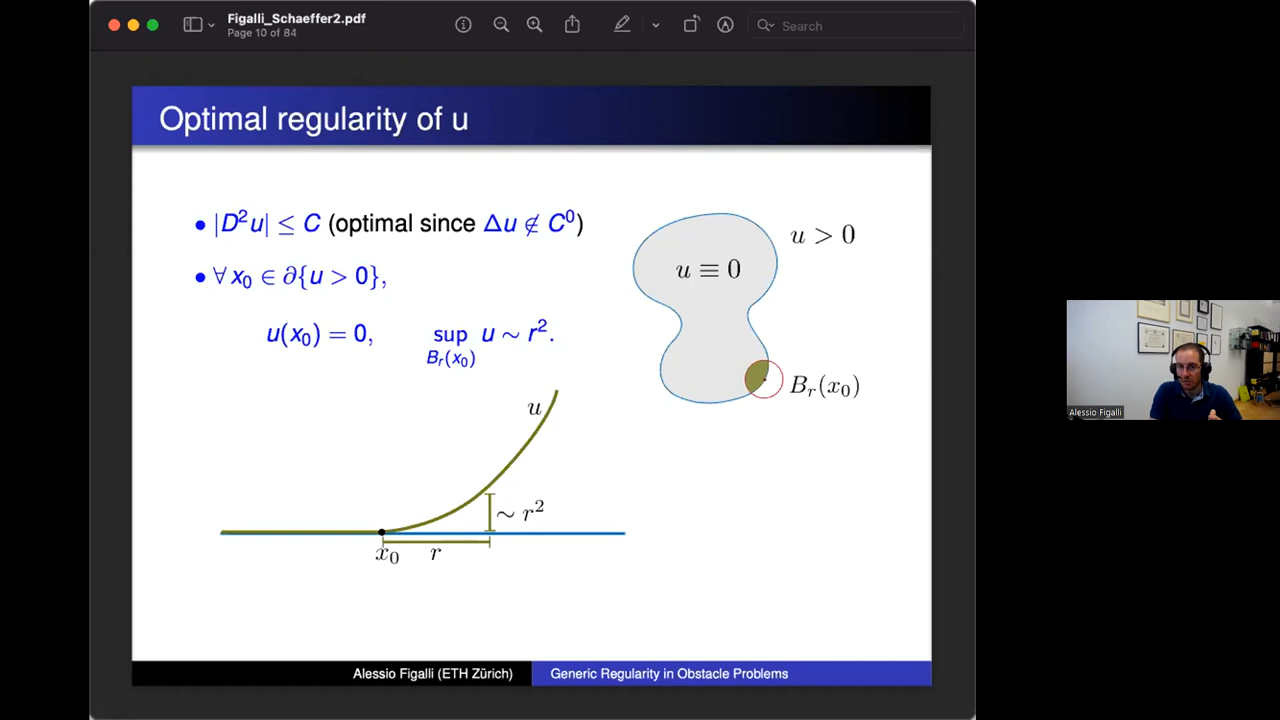 Figalli_Schaeffer2.pdf
Page 10 of 84
Search
Optimal regularity of u
• |D²u| ≤ C (optimal since Δu ∉ C⁰)
• ∀ x₀ ∈ ∂{u > 0},
u(x₀) = 0, sup u ∼ r².
B_r(x₀)
u > 0
u ≡ 0
B_r(x₀)
u
∼ r²
x₀ r
Alessio Figalli
Alessio Figalli (ETH Zürich) Generic Regularity in Obstacle Problems